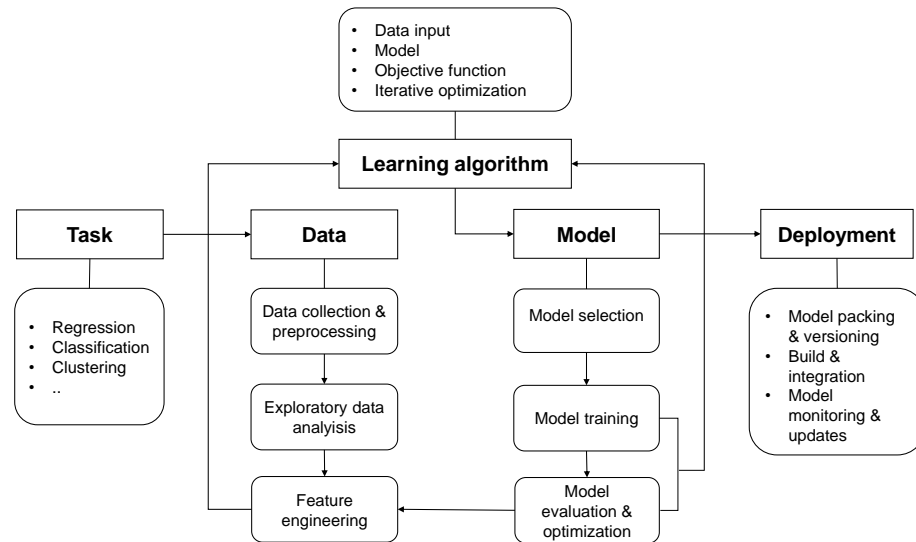 • Data input
• Model
• Objective function
• Iterative optimization
Learning algorithm
Task
Data
Model
Deployment
• Regression
• Classification
• Clustering
• ..
Data collection &
preprocessing
Exploratory data
analyisis
Feature
engineering
Model selection
Model training
Model
evaluation &
optimization
• Model packing
& versioning
• Build &
integration
• Model
monitoring &
updates